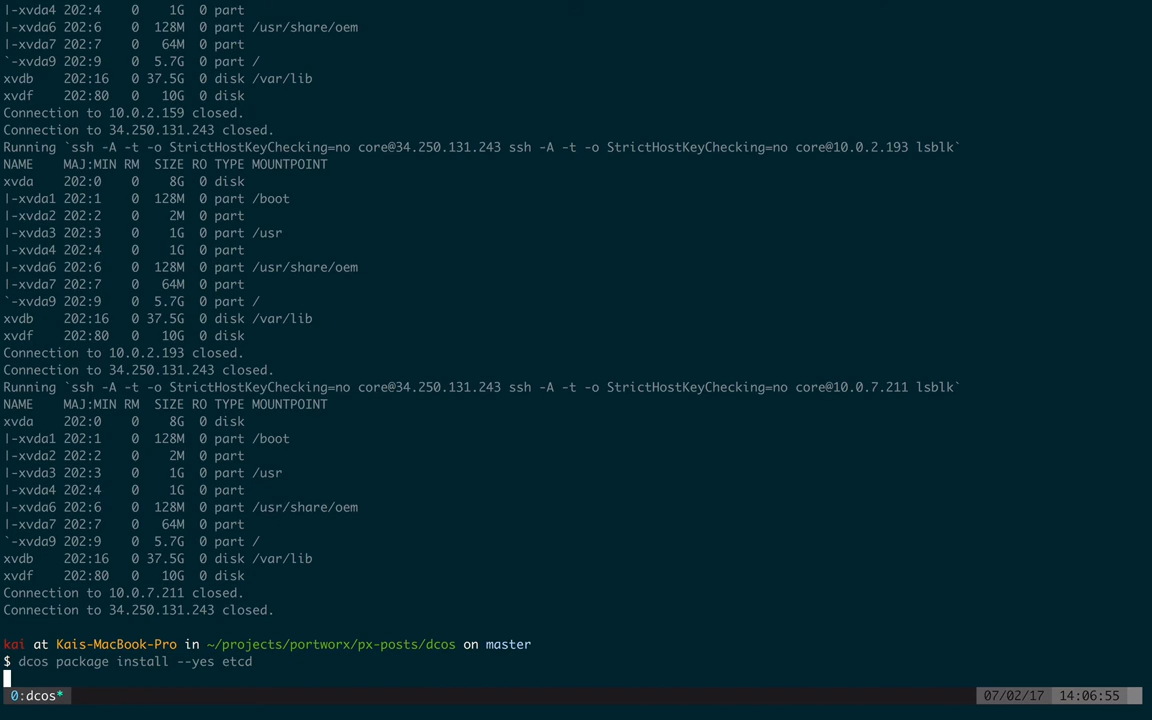 |-xvda4 202:4    0    1G  0 part
|-xvda6 202:6    0  128M  0 part /usr/share/oem
|-xvda7 202:7    0   64M  0 part
`-xvda9 202:9    0  5.7G  0 part /
xvdb    202:16   0 37.5G  0 disk /var/lib
xvdf    202:80   0   10G  0 disk
Connection to 10.0.2.159 closed.
Connection to 34.250.131.243 closed.
Running `ssh -A -t -o StrictHostKeyChecking=no core@34.250.131.243 ssh -A -t -o StrictHostKeyChecking=no core@10.0.2.193 lsblk`
NAME    MAJ:MIN RM  SIZE RO TYPE MOUNTPOINT
xvda    202:0    0    8G  0 disk
|-xvda1 202:1    0  128M  0 part /boot
|-xvda2 202:2    0    2M  0 part
|-xvda3 202:3    0    1G  0 part /usr
|-xvda4 202:4    0    1G  0 part
|-xvda6 202:6    0  128M  0 part /usr/share/oem
|-xvda7 202:7    0   64M  0 part
`-xvda9 202:9    0  5.7G  0 part /
xvdb    202:16   0 37.5G  0 disk /var/lib
xvdf    202:80   0   10G  0 disk
Connection to 10.0.2.193 closed.
Connection to 34.250.131.243 closed.
Running `ssh -A -t -o StrictHostKeyChecking=no core@34.250.131.243 ssh -A -t -o StrictHostKeyChecking=no core@10.0.7.211 lsblk`
NAME    MAJ:MIN RM  SIZE RO TYPE MOUNTPOINT
xvda    202:0    0    8G  0 disk
|-xvda1 202:1    0  128M  0 part /boot
|-xvda2 202:2    0    2M  0 part
|-xvda3 202:3    0    1G  0 part /usr
|-xvda4 202:4    0    1G  0 part
|-xvda6 202:6    0  128M  0 part /usr/share/oem
|-xvda7 202:7    0   64M  0 part
`-xvda9 202:9    0  5.7G  0 part /
xvdb    202:16   0 37.5G  0 disk /var/lib
xvdf    202:80   0   10G  0 disk
Connection to 10.0.7.211 closed.
Connection to 34.250.131.243 closed.
kai at Kais-MacBook-Pro in ~/projects/portworx/px-posts/dcos on master
$ dcos package install --yes etcd
0:dcos* 07/02/17 14:06:55